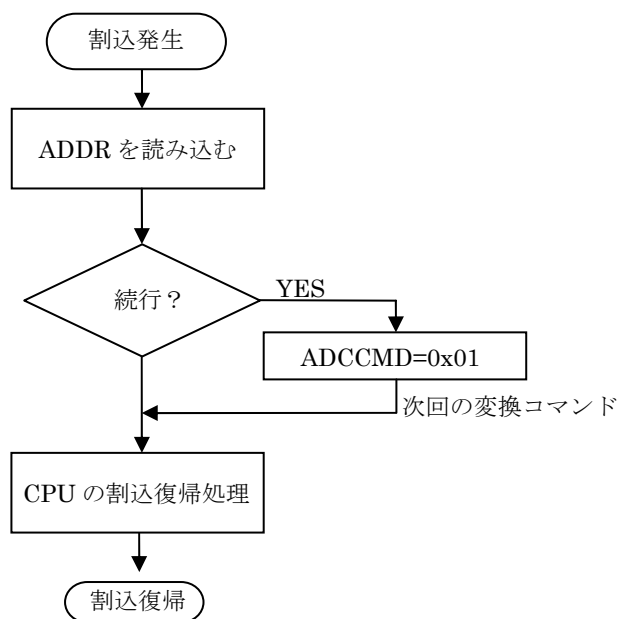 割込発生
ADDR を読み込む
続行？
YES
ADCCMD=0x01
次回の変換コマンド
CPU の割込復帰処理
割込復帰